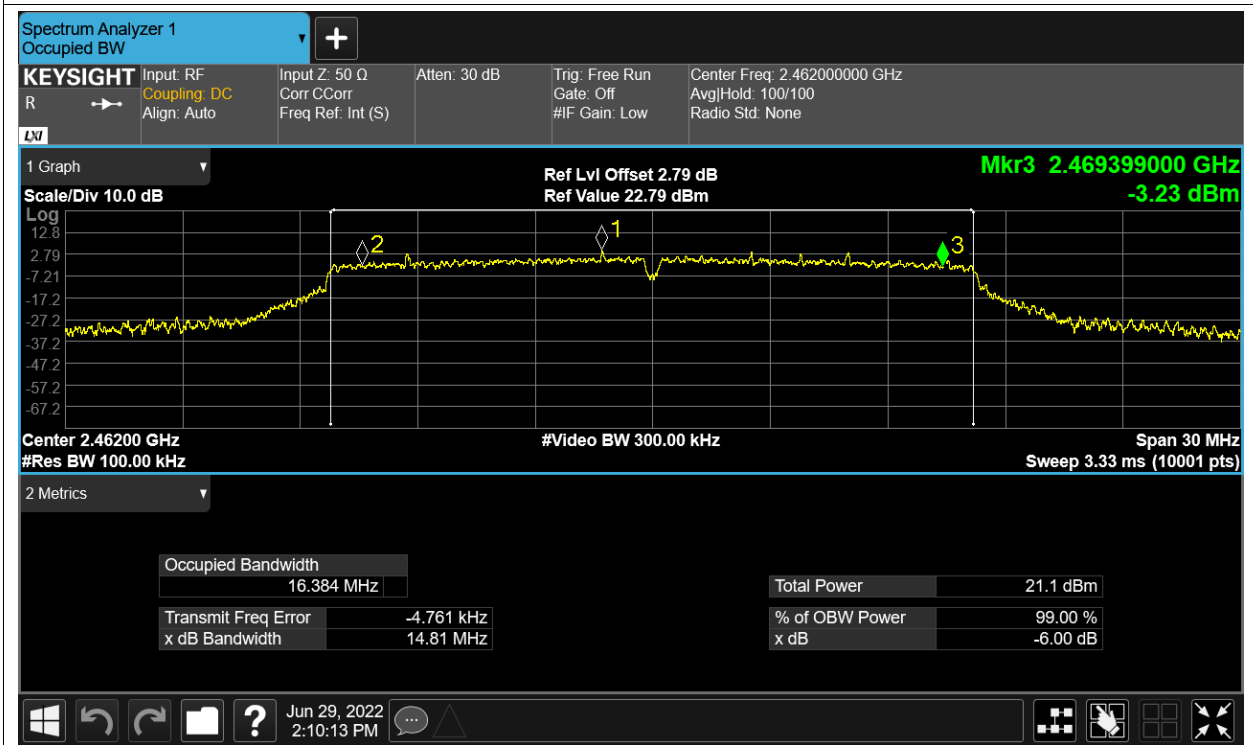 Spectrum Analyzer 1
Occupied BW
KEYSIGHT
R
LXI
Input: RF
Coupling: DC
Align: Auto
Input Z: 50 Ω
Corr CCorr
Freq Ref: Int (S)
Atten: 30 dB
Trig: Free Run
Gate: Off
#IF Gain: Low
Center Freq: 2.462000000 GHz
Avg|Hold: 100/100
Radio Std: None
1 Graph
Scale/Div 10.0 dB
Ref Lvl Offset 2.79 dB
Ref Value 22.79 dBm
Mkr3 2.469399000 GHz
-3.23 dBm
Log
12.8
2.79
-7.21
-17.2
-27.2
-37.2
-47.2
-57.2
-67.2
2
1
3
Center 2.46200 GHz
#Res BW 100.00 kHz
#Video BW 300.00 kHz
Span 30 MHz
Sweep 3.33 ms (10001 pts)
2 Metrics
Occupied Bandwidth
16.384 MHz
Transmit Freq Error -4.761 kHz
x dB Bandwidth 14.81 MHz
Total Power 21.1 dBm
% of OBW Power 99.00 %
x dB -6.00 dB
?
Jun 29, 2022
2:10:13 PM